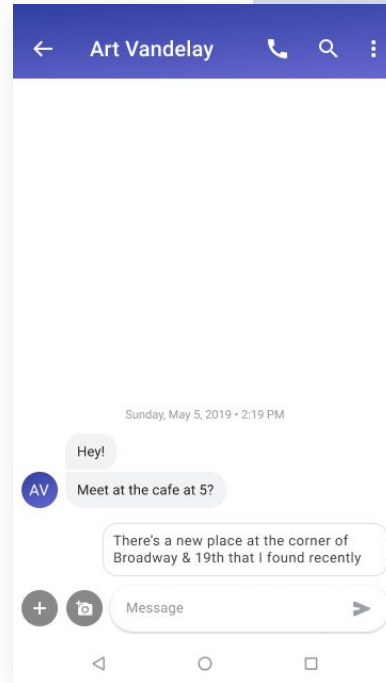 Art Vandelay
Sunday, May 5, 2019 • 2:19 PM
Hey!
AV
Meet at the cafe at 5?
There's a new place at the corner of
Broadway & 19th that I found recently
Message